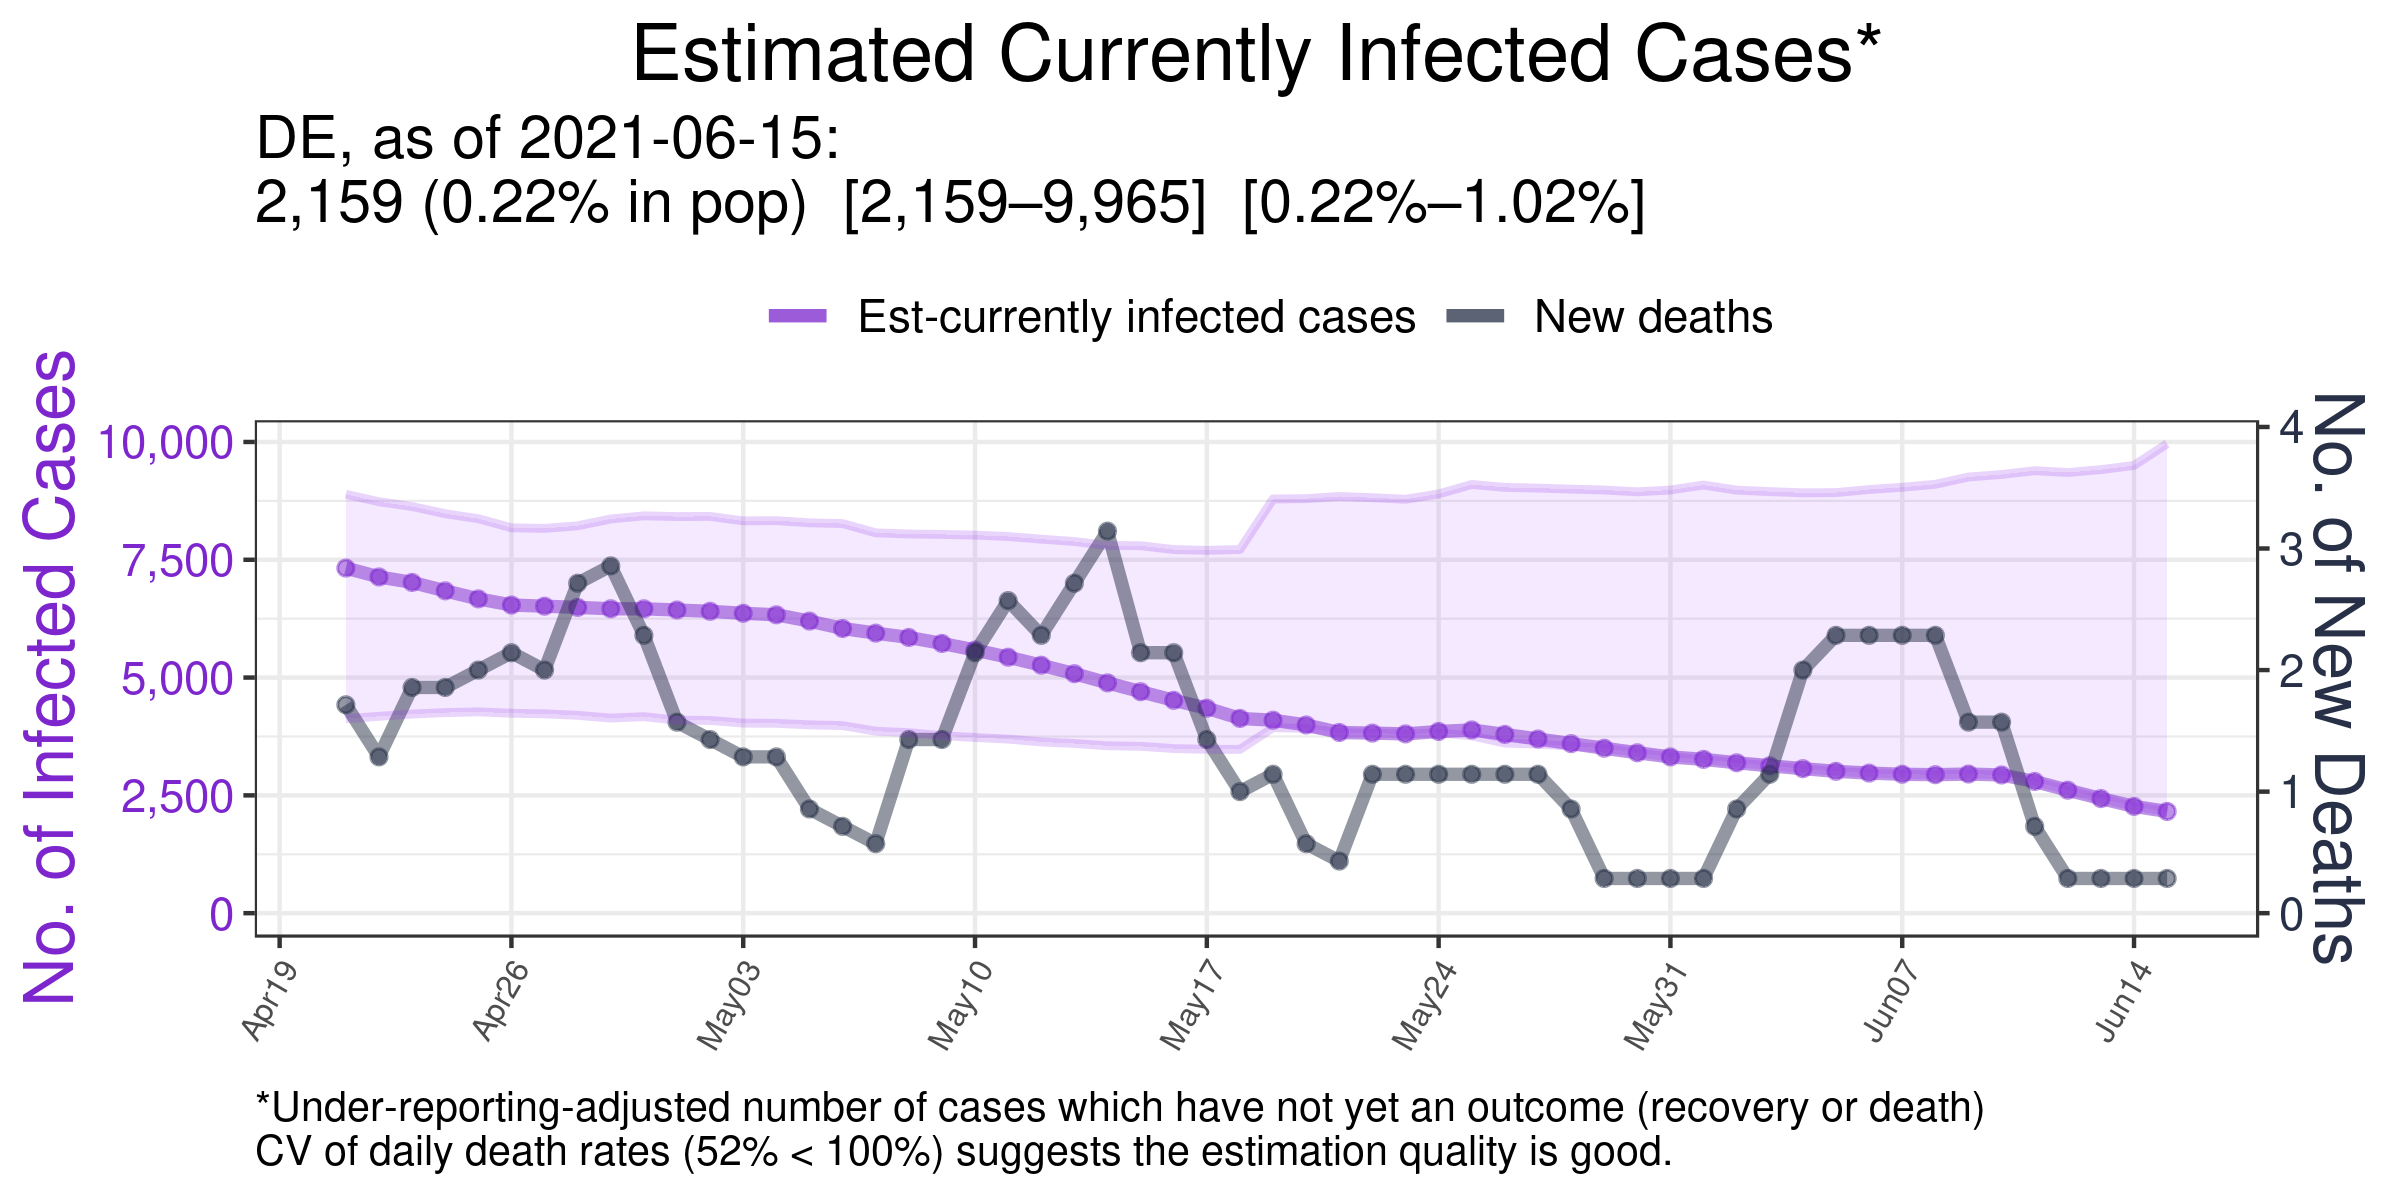 Estimated Currently Infected Cases*
DE, as of 2021-06-15:
2,159 (0.22% in pop)  [2,159–9,965]  [0.22%–1.02%]
Est-currently infected cases
New deaths
No. of Infected Cases
10,000
7,500
5,000
2,500
0
4
3
2
1
0
No. of New Deaths
Apr19
Apr26
May03
May10
May17
May24
May31
Jun07
Jun14
*Under-reporting-adjusted number of cases which have not yet an outcome (recovery or death)
CV of daily death rates (52% < 100%) suggests the estimation quality is good.